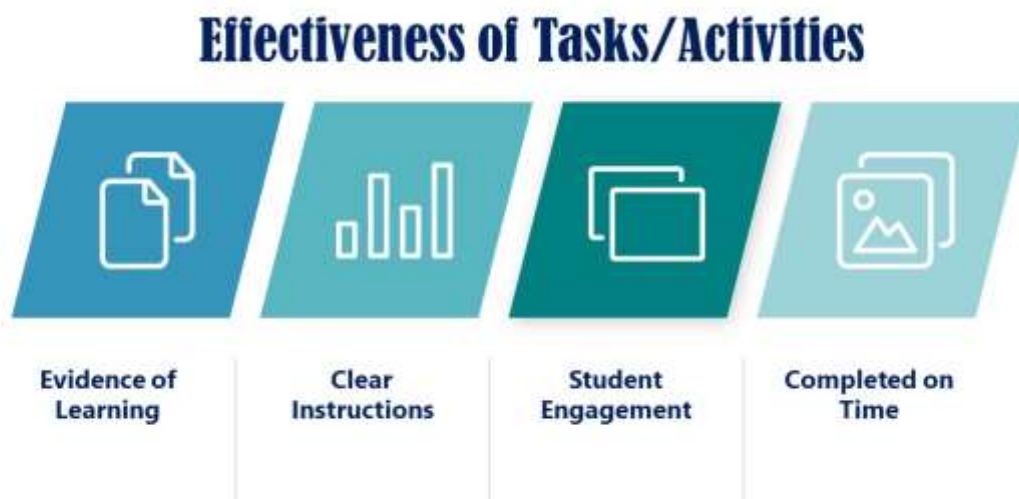 Effectiveness of Tasks/Activities
Evidence of
Learning
Clear
Instructions
Student
Engagement
Completed on
Time